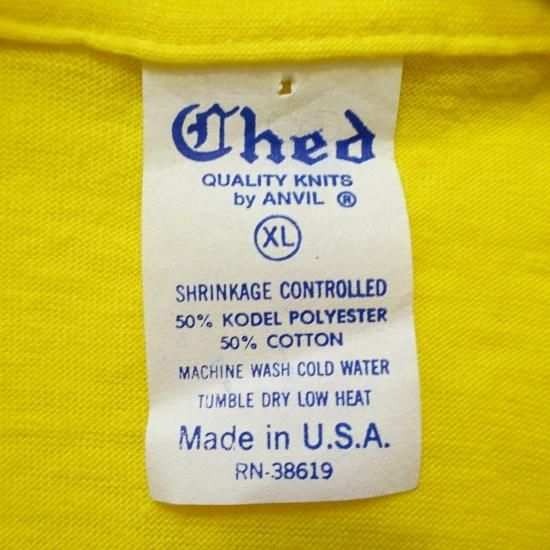 Ched
QUALITY KNITS
by ANVIL ®
XL
SHRINKAGE CONTROLLED
50% KODEL POLYESTER
50% COTTON
MACHINE WASH COLD WATER
TUMBLE DRY LOW HEAT
Made in U.S.A.
RN-38619